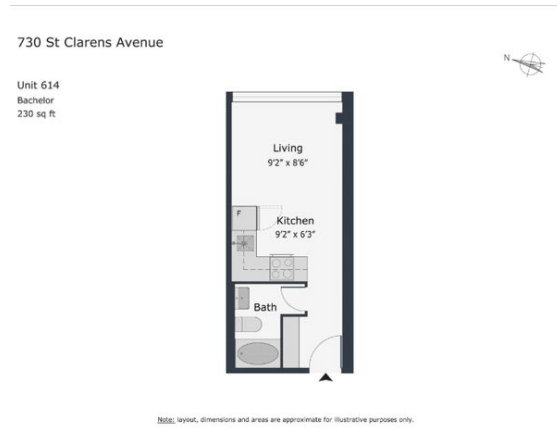 730 St Clarens Avenue
N
Unit 614
Bachelor
230 sq ft
Living
9'2" x 8'6"
F
Kitchen
9'2" x 6'3"
Bath
Note: layout, dimensions and areas are approximate for illustrative purposes only.